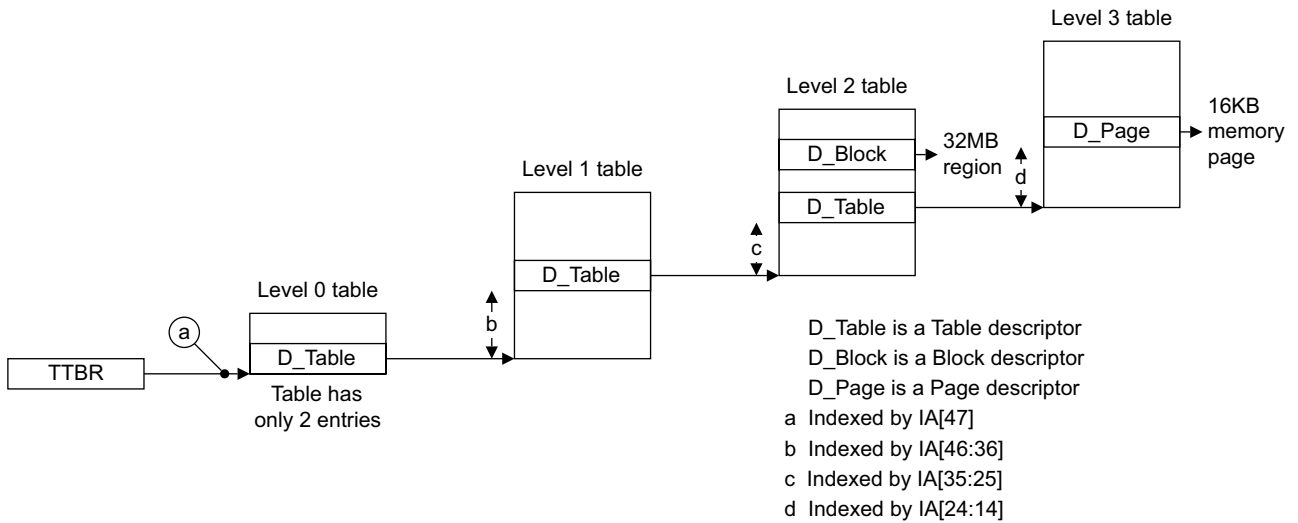 Level 3 table
D_Page
16KB
memory
page
Level 2 table
D_Block
32MB
region
d
D_Table
c
Level 1 table
D_Table
b
Level 0 table
a
D_Table
TTBR
Table has
only 2 entries
D_Table is a Table descriptor
D_Block is a Block descriptor
D_Page is a Page descriptor
a Indexed by IA[47]
b Indexed by IA[46:36]
c Indexed by IA[35:25]
d Indexed by IA[24:14]